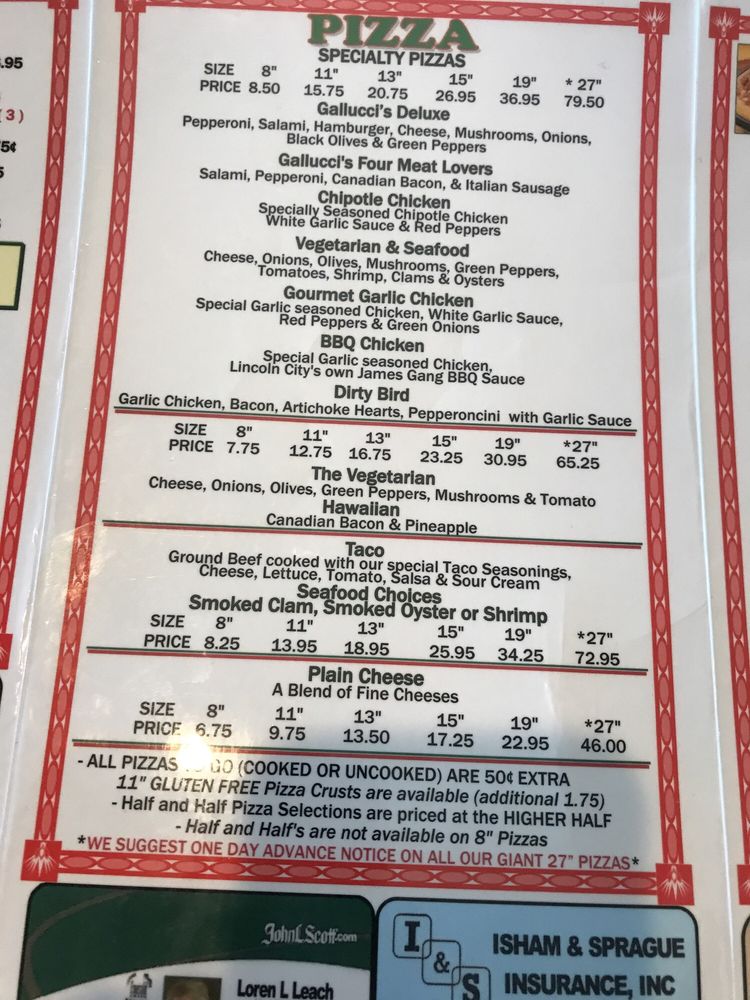 .95
(3)
5¢
5
PIZZA
SPECIALTY PIZZAS
SIZE 8" 11" 13" 15" 19" * 27"
PRICE 8.50 15.75 20.75 26.95 36.95 79.50
Gallucci's Deluxe
Pepperoni, Salami, Hamburger, Cheese, Mushrooms, Onions,
Black Olives & Green Peppers
Gallucci's Four Meat Lovers
Salami, Pepperoni, Canadian Bacon, & Italian Sausage
Chipotle Chicken
Specially Seasoned Chipotle Chicken
White Garlic Sauce & Red Peppers
Vegetarian & Seafood
Cheese, Onions, Olives, Mushrooms, Green Peppers,
Tomatoes, Shrimp, Clams & Oysters
Gourmet Garlic Chicken
Special Garlic seasoned Chicken, White Garlic Sauce,
Red Peppers & Green Onions
BBQ Chicken
Special Garlic seasoned Chicken,
Lincoln City's own James Gang BBQ Sauce
Dirty Bird
Garlic Chicken, Bacon, Artichoke Hearts, Pepperoncini with Garlic Sauce
SIZE 8" 11" 13" 15" 19" *27"
PRICE 7.75 12.75 16.75 23.25 30.95 65.25
The Vegetarian
Cheese, Onions, Olives, Green Peppers, Mushrooms & Tomato
Hawaiian
Canadian Bacon & Pineapple
Taco
Ground Beef cooked with our special Taco Seasonings,
Cheese, Lettuce, Tomato, Salsa & Sour Cream
Seafood Choices
Smoked Clam, Smoked Oyster or Shrimp
SIZE 8" 11" 13" 15" 19" *27"
PRICE 8.25 13.95 18.95 25.95 34.25 72.95
Plain Cheese
A Blend of Fine Cheeses
SIZE 8" 11" 13" 15" 19" *27"
PRICE 6.75 9.75 13.50 17.25 22.95 46.00
- ALL PIZZAS GO (COOKED OR UNCOOKED) ARE 50¢ EXTRA
11" GLUTEN FREE Pizza Crusts are available (additional 1.75)
- Half and Half Pizza Selections are priced at the HIGHER HALF
- Half and Half's are not available on 8" Pizzas
*WE SUGGEST ONE DAY ADVANCE NOTICE ON ALL OUR GIANT 27" PIZZAS*
JohnLScott.com
Loren L Leach
I & S
ISHAM & SPRAGUE
INSURANCE, INC